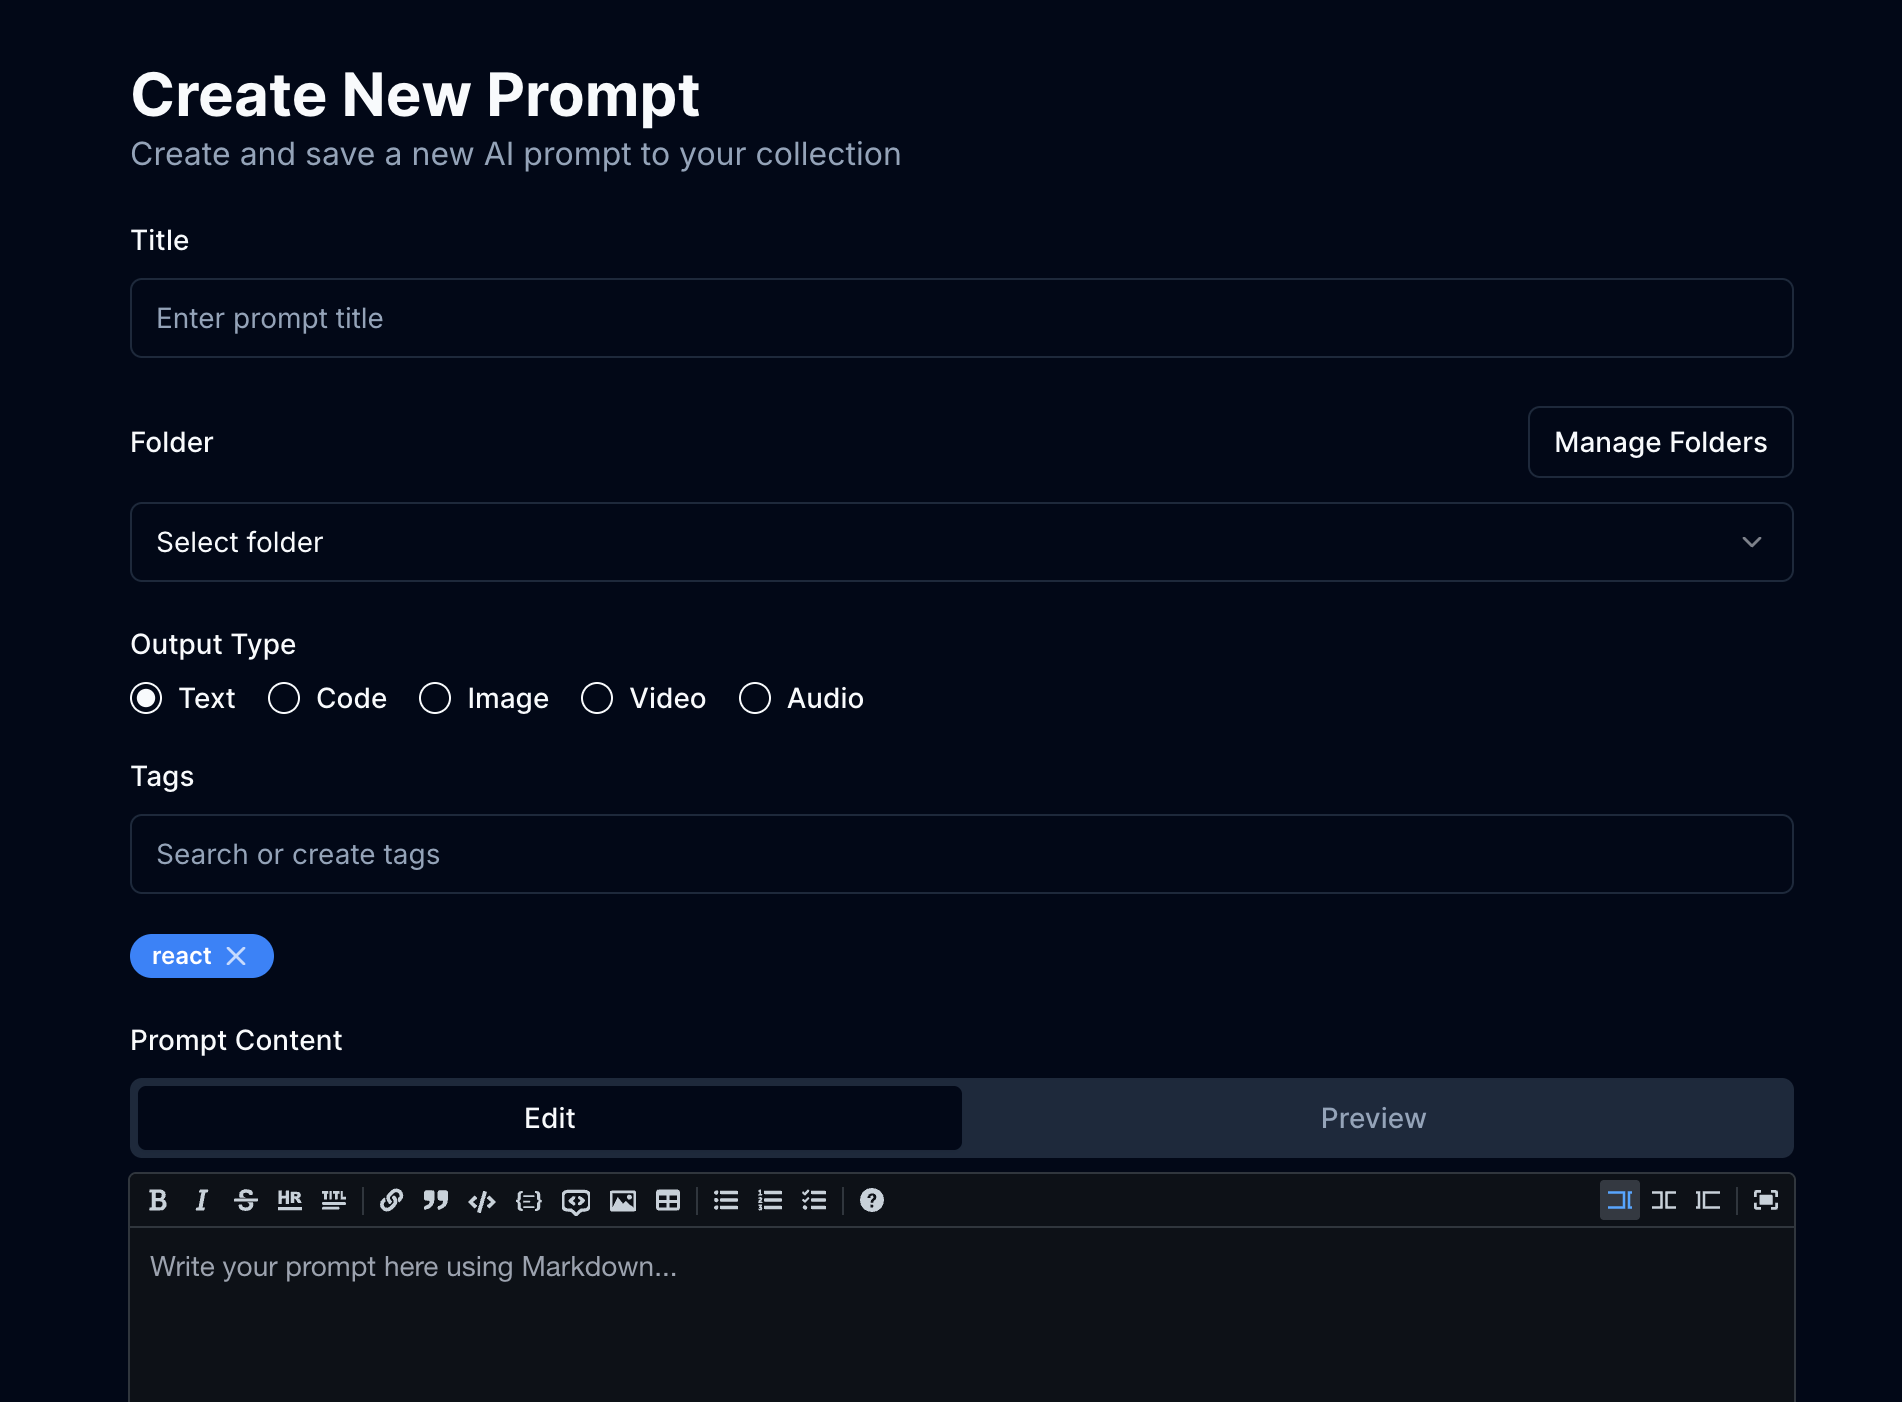 Create New Prompt
Create and save a new AI prompt to your collection
Title
Enter prompt title
Folder
Manage Folders
Select folder
Output Type
Text Code Image Video Audio
Tags
Search or create tags
react
Prompt Content
Edit Preview
B I S HR TITL
Write your prompt here using Markdown...